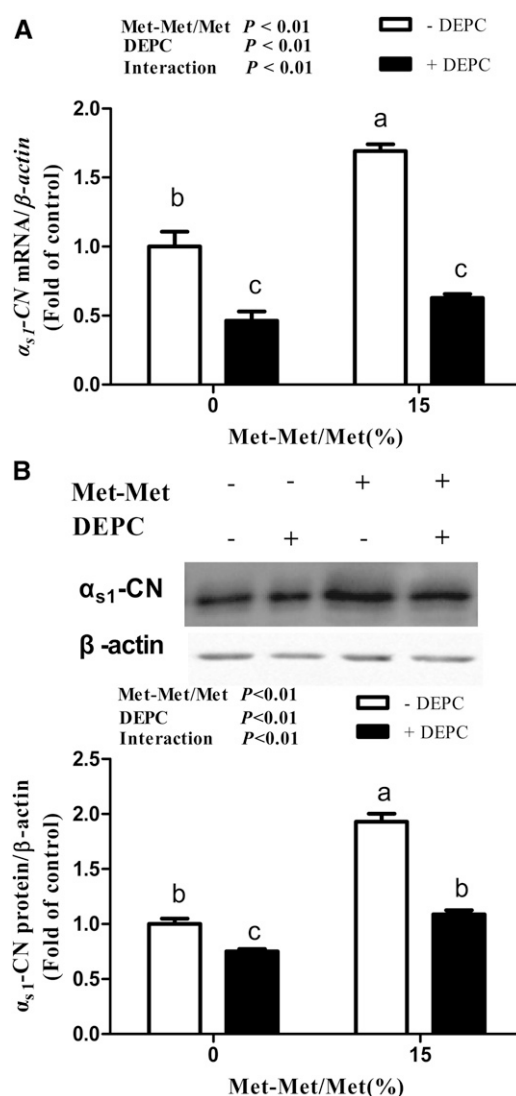 A
Met-Met/Met P < 0.01
DEPC P < 0.01
Interaction P < 0.01
- DEPC
+ DEPC
αs1-CN mRNA/β-actin
((Fold of control)
2.0
1.5
1.0
0.5
0.0
b
c
a
c
0 15
Met-Met/Met(%)
B
Met-Met - - + +
DEPC - + - +
αs1-CN
β -actin
Met-Met/Met P<0.01
DEPC P<0.01
Interaction P<0.01
- DEPC
+ DEPC
αs1-CN protein/β-actin
(Fold of control)
2.5
2.0
1.5
1.0
0.5
0.0
b
c
a
b
0 15
Met-Met/Met(%)